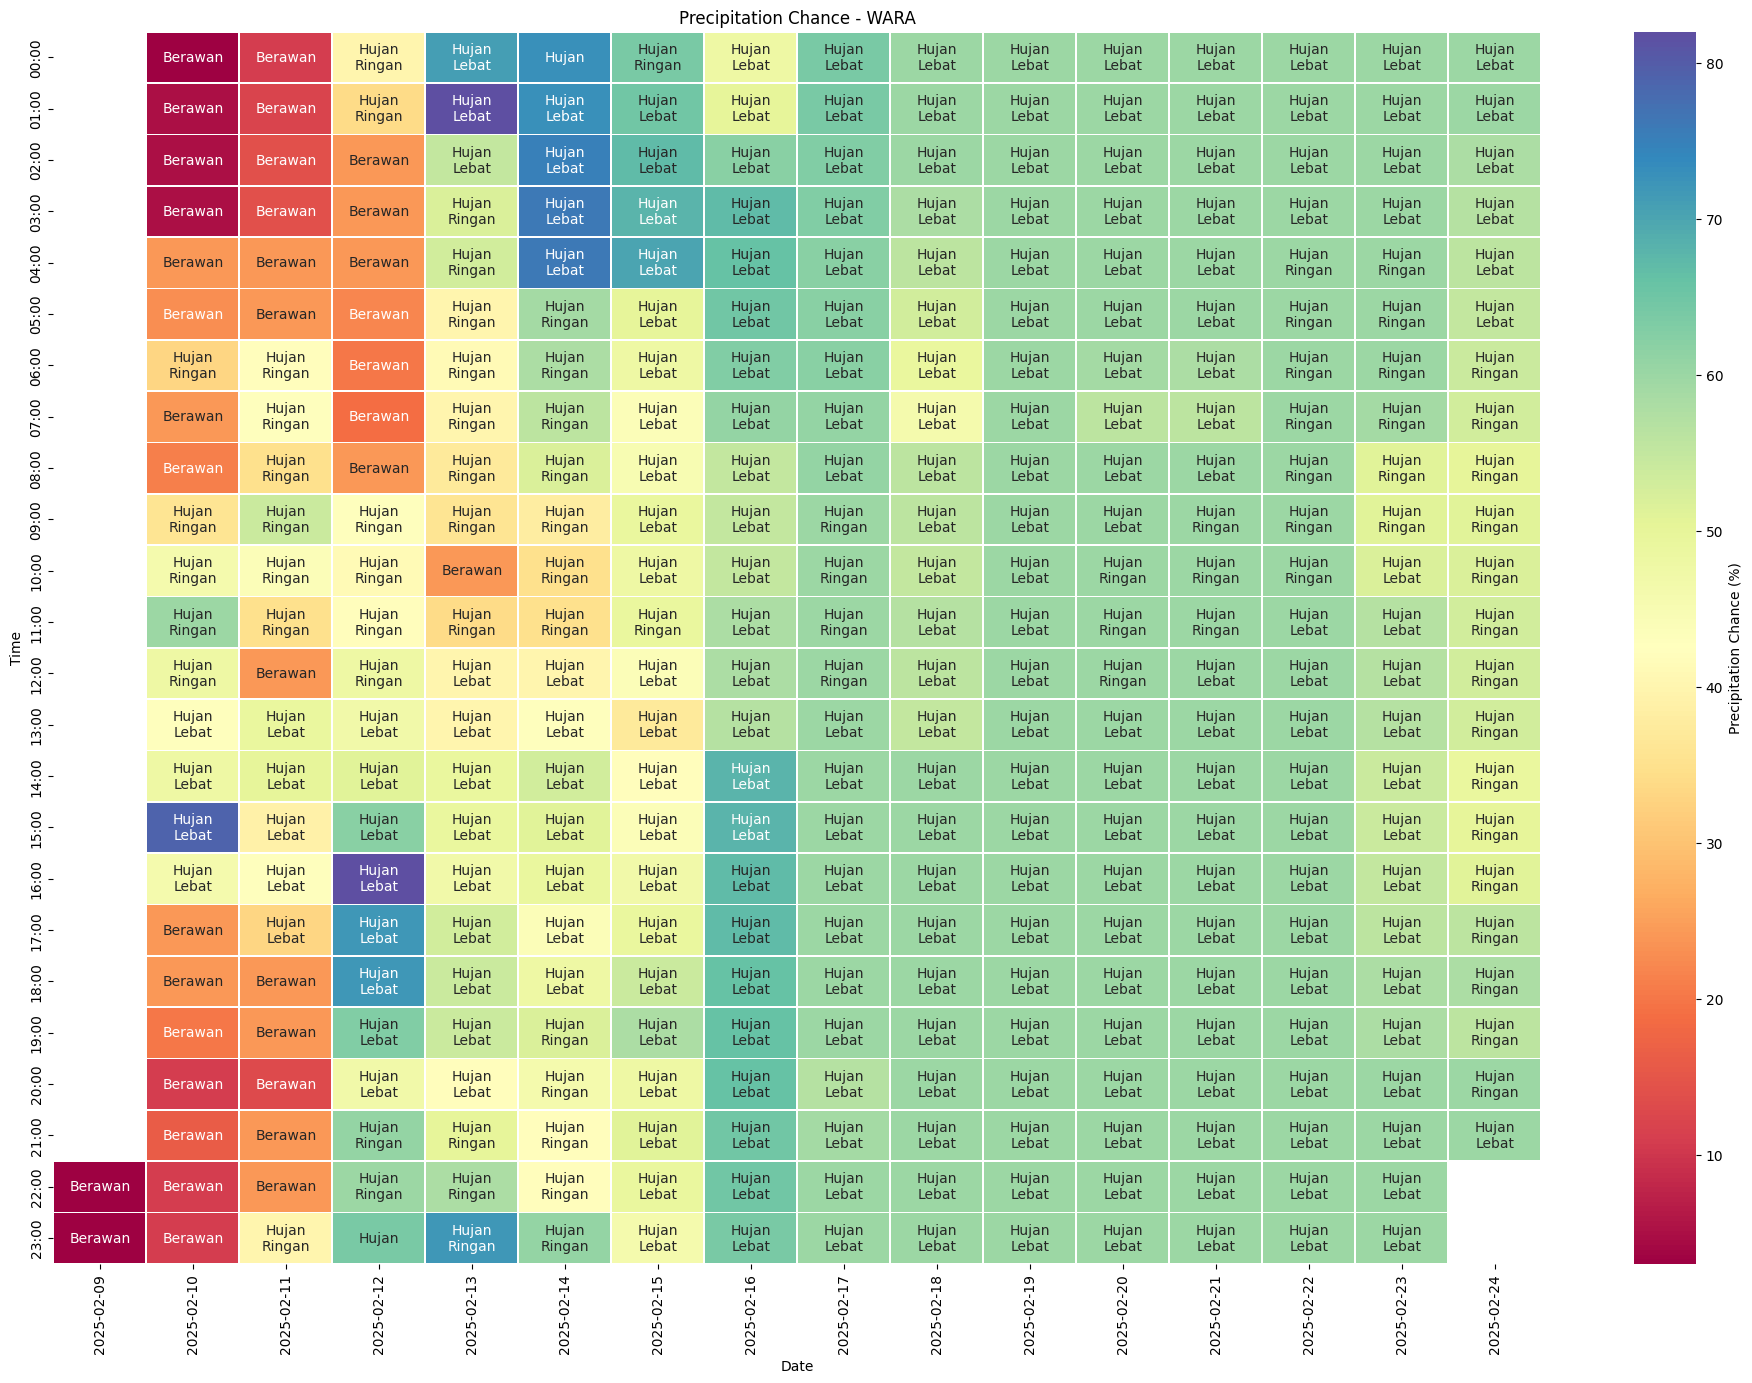 Precipitation Chance - WARA
00:00 Berawan Berawan Hujan Ringan Hujan Lebat Hujan Hujan Ringan Hujan Lebat Hujan Lebat Hujan Lebat Hujan Lebat Hujan Lebat Hujan Lebat Hujan Lebat Hujan Lebat Hujan Lebat
01:00 Berawan Berawan Hujan Ringan Hujan Lebat Hujan Lebat Hujan Lebat Hujan Lebat Hujan Lebat Hujan Lebat Hujan Lebat Hujan Lebat Hujan Lebat Hujan Lebat Hujan Lebat Hujan Lebat
02:00 Berawan Berawan Berawan Hujan Lebat Hujan Lebat Hujan Lebat Hujan Lebat Hujan Lebat Hujan Lebat Hujan Lebat Hujan Lebat Hujan Lebat Hujan Lebat Hujan Lebat Hujan Lebat
03:00 Berawan Berawan Berawan Hujan Ringan Hujan Lebat Hujan Lebat Hujan Lebat Hujan Lebat Hujan Lebat Hujan Lebat Hujan Lebat Hujan Lebat Hujan Lebat Hujan Lebat Hujan Lebat
04:00 Berawan Berawan Berawan Hujan Ringan Hujan Lebat Hujan Lebat Hujan Lebat Hujan Lebat Hujan Lebat Hujan Lebat Hujan Lebat Hujan Lebat Hujan Ringan Hujan Ringan Hujan Lebat
05:00 Berawan Berawan Berawan Hujan Ringan Hujan Ringan Hujan Lebat Hujan Lebat Hujan Lebat Hujan Lebat Hujan Lebat Hujan Lebat Hujan Lebat Hujan Ringan Hujan Ringan Hujan Lebat
06:00 Hujan Ringan Hujan Ringan Berawan Hujan Ringan Hujan Ringan Hujan Lebat Hujan Lebat Hujan Lebat Hujan Lebat Hujan Lebat Hujan Lebat Hujan Lebat Hujan Ringan Hujan Ringan Hujan Ringan
07:00 Berawan Hujan Ringan Berawan Hujan Ringan Hujan Ringan Hujan Lebat Hujan Lebat Hujan Lebat Hujan Lebat Hujan Lebat Hujan Lebat Hujan Lebat Hujan Ringan Hujan Ringan Hujan Ringan
08:00 Berawan Hujan Ringan Berawan Hujan Ringan Hujan Ringan Hujan Lebat Hujan Lebat Hujan Lebat Hujan Lebat Hujan Lebat Hujan Lebat Hujan Lebat Hujan Ringan Hujan Ringan Hujan Ringan
09:00 Hujan Ringan Hujan Ringan Hujan Ringan Hujan Ringan Hujan Ringan Hujan Lebat Hujan Lebat Hujan Ringan Hujan Lebat Hujan Lebat Hujan Lebat Hujan Ringan Hujan Ringan Hujan Ringan Hujan Ringan
10:00 Hujan Ringan Hujan Ringan Hujan Ringan Berawan Hujan Ringan Hujan Lebat Hujan Lebat Hujan Ringan Hujan Lebat Hujan Lebat Hujan Ringan Hujan Ringan Hujan Ringan Hujan Lebat Hujan Ringan
11:00 Hujan Ringan Hujan Ringan Hujan Ringan Hujan Ringan Hujan Ringan Hujan Ringan Hujan Lebat Hujan Ringan Hujan Lebat Hujan Lebat Hujan Ringan Hujan Ringan Hujan Lebat Hujan Lebat Hujan Ringan
12:00 Hujan Ringan Berawan Hujan Ringan Hujan Lebat Hujan Lebat Hujan Lebat Hujan Lebat Hujan Ringan Hujan Lebat Hujan Lebat Hujan Ringan Hujan Lebat Hujan Lebat Hujan Lebat Hujan Ringan
13:00 Hujan Lebat Hujan Lebat Hujan Lebat Hujan Lebat Hujan Lebat Hujan Lebat Hujan Lebat Hujan Lebat Hujan Lebat Hujan Lebat Hujan Lebat Hujan Lebat Hujan Lebat Hujan Lebat Hujan Ringan
14:00 Hujan Lebat Hujan Lebat Hujan Lebat Hujan Lebat Hujan Lebat Hujan Lebat Hujan Lebat Hujan Lebat Hujan Lebat Hujan Lebat Hujan Lebat Hujan Lebat Hujan Lebat Hujan Lebat Hujan Ringan
15:00 Hujan Lebat Hujan Lebat Hujan Lebat Hujan Lebat Hujan Lebat Hujan Lebat Hujan Lebat Hujan Lebat Hujan Lebat Hujan Lebat Hujan Lebat Hujan Lebat Hujan Lebat Hujan Lebat Hujan Ringan
16:00 Hujan Lebat Hujan Lebat Hujan Lebat Hujan Lebat Hujan Lebat Hujan Lebat Hujan Lebat Hujan Lebat Hujan Lebat Hujan Lebat Hujan Lebat Hujan Lebat Hujan Lebat Hujan Lebat Hujan Ringan
17:00 Berawan Hujan Lebat Hujan Lebat Hujan Lebat Hujan Lebat Hujan Lebat Hujan Lebat Hujan Lebat Hujan Lebat Hujan Lebat Hujan Lebat Hujan Lebat Hujan Lebat Hujan Lebat Hujan Ringan
18:00 Berawan Berawan Hujan Lebat Hujan Lebat Hujan Lebat Hujan Lebat Hujan Lebat Hujan Lebat Hujan Lebat Hujan Lebat Hujan Lebat Hujan Lebat Hujan Lebat Hujan Lebat Hujan Ringan
19:00 Berawan Berawan Hujan Lebat Hujan Lebat Hujan Ringan Hujan Lebat Hujan Lebat Hujan Lebat Hujan Lebat Hujan Lebat Hujan Lebat Hujan Lebat Hujan Lebat Hujan Lebat Hujan Ringan
20:00 Berawan Berawan Hujan Lebat Hujan Lebat Hujan Ringan Hujan Lebat Hujan Lebat Hujan Lebat Hujan Lebat Hujan Lebat Hujan Lebat Hujan Lebat Hujan Lebat Hujan Lebat Hujan Ringan
21:00 Berawan Berawan Hujan Ringan Hujan Ringan Hujan Ringan Hujan Lebat Hujan Lebat Hujan Lebat Hujan Lebat Hujan Lebat Hujan Lebat Hujan Lebat Hujan Lebat Hujan Lebat Hujan Lebat
22:00 Berawan Berawan Berawan Hujan Ringan Hujan Ringan Hujan Ringan Hujan Lebat Hujan Lebat Hujan Lebat Hujan Lebat Hujan Lebat Hujan Lebat Hujan Lebat Hujan Lebat Hujan Lebat
23:00 Berawan Berawan Hujan Ringan Hujan Hujan Ringan Hujan Ringan Hujan Lebat Hujan Lebat Hujan Lebat Hujan Lebat Hujan Lebat Hujan Lebat Hujan Lebat Hujan Lebat Hujan Lebat
Time
2025-02-09 2025-02-10 2025-02-11 2025-02-12 2025-02-13 2025-02-14 2025-02-15 2025-02-16 2025-02-17 2025-02-18 2025-02-19 2025-02-20 2025-02-21 2025-02-22 2025-02-23 2025-02-24
Date
80
70
60
50
40
30
20
10
Precipitation Chance (%)